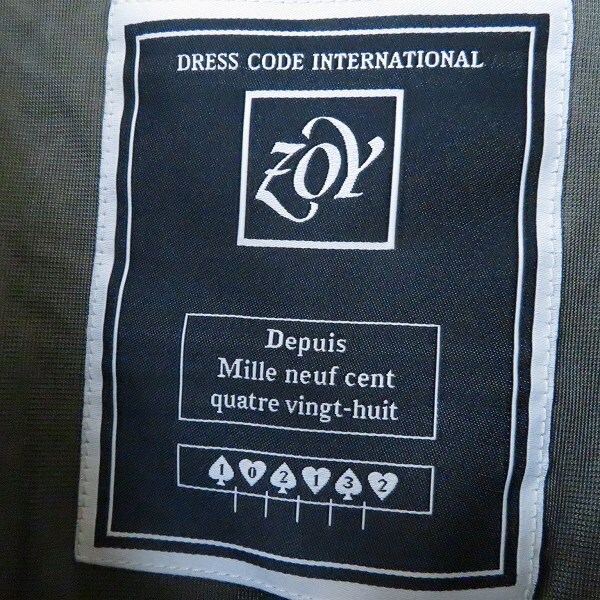 DRESS CODE INTERNATIONAL
ZOY
Depuis
Mille neuf cent
quatre vingt-huit
1 0 2 1 3 2